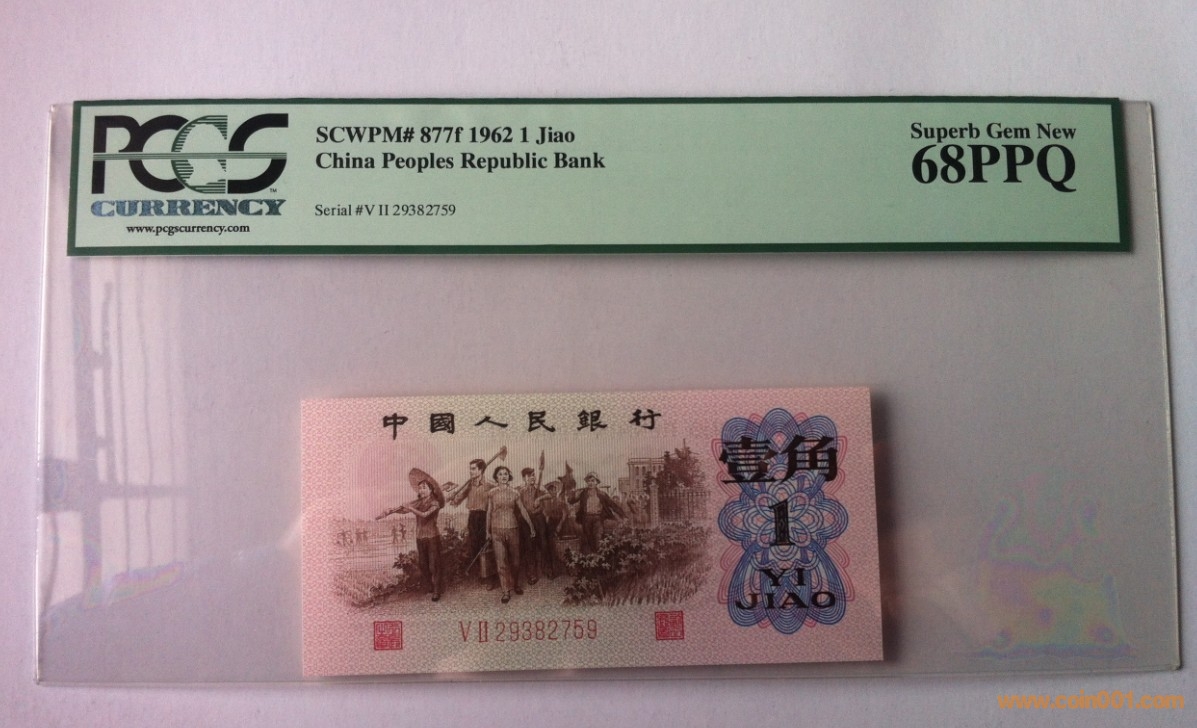 PCGS
CURRENCY
www.pcgscurrency.com
SCWPM# 877f 1962 1 Jiao
China Peoples Republic Bank
Serial #V II 29382759
Superb Gem New
68PPQ
中國人民銀行
壹角
1
YI
JIAO
V II 29382759
www.coin001.com